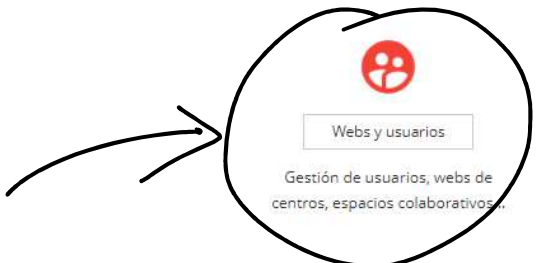 Webs y usuarios
Gestión de usuarios, webs de
centros, espacios colaborativos...